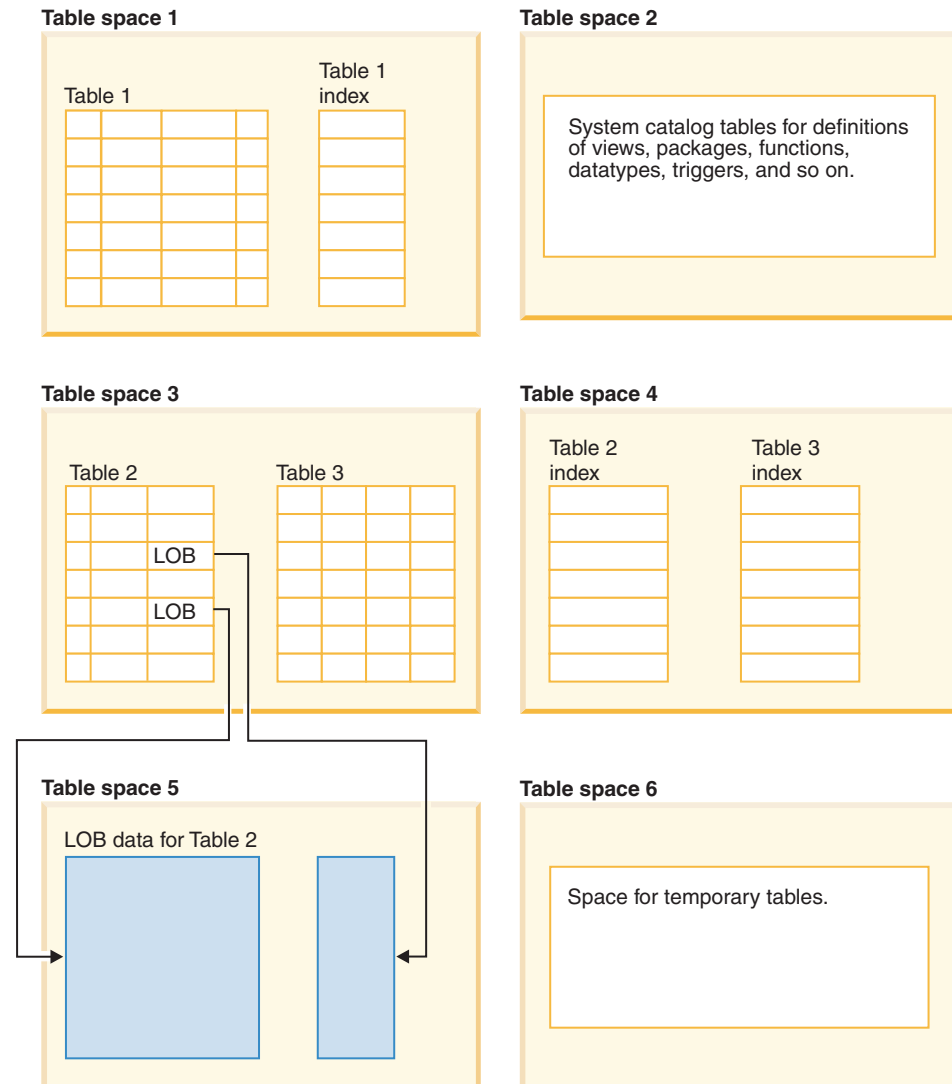 Table space 1
Table 1
Table 1
index
Table space 2
System catalog tables for definitions
of views, packages, functions,
datatypes, triggers, and so on.
Table space 3
Table 2
LOB
LOB
Table 3
Table space 4
Table 2
index
Table 3
index
Table space 5
LOB data for Table 2
Table space 6
Space for temporary tables.